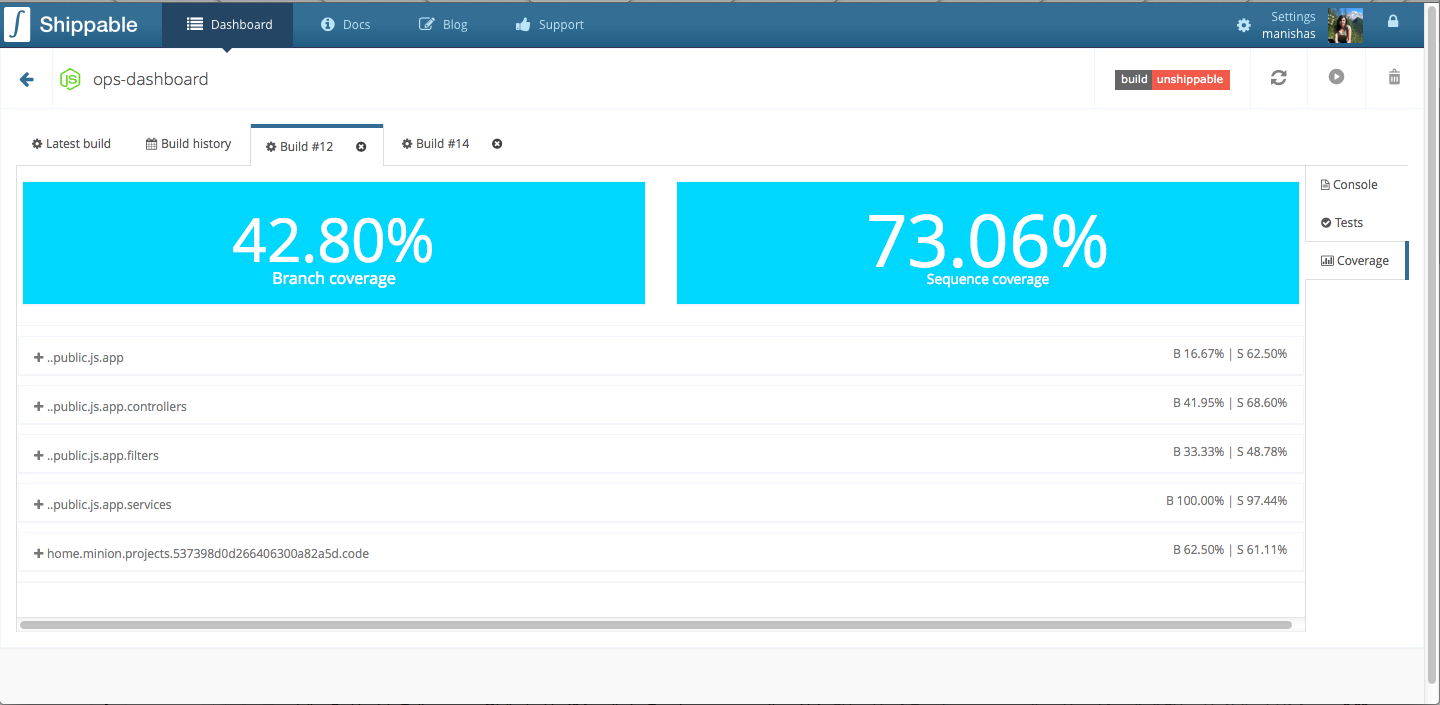 Shippable
Dashboard
Docs
Blog
Support
Settings
manishas
JS
ops-dashboard
build unshippable
Latest build
Build history
Build #12
Build #14
42.80%
Branch coverage
73.06%
Sequence coverage
Console
Tests
Coverage
..public.js.app B 16.67% | S 62.50%
..public.js.app.controllers B 41.95% | S 68.60%
..public.js.app.filters B 33.33% | S 48.78%
..public.js.app.services B 100.00% | S 97.44%
home.minion.projects.537398d0d266406300a82a5d.code B 62.50% | S 61.11%